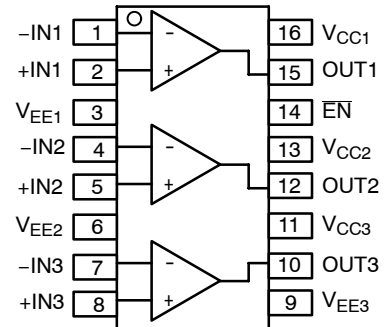 −IN1 1 − 16 VCC1
+IN1 2 + 15 OUT1
VEE1 3 14 E̅N̅
−IN2 4 − 13 VCC2
+IN2 5 + 12 OUT2
VEE2 6 11 VCC3
−IN3 7 − 10 OUT3
+IN3 8 + 9 VEE3